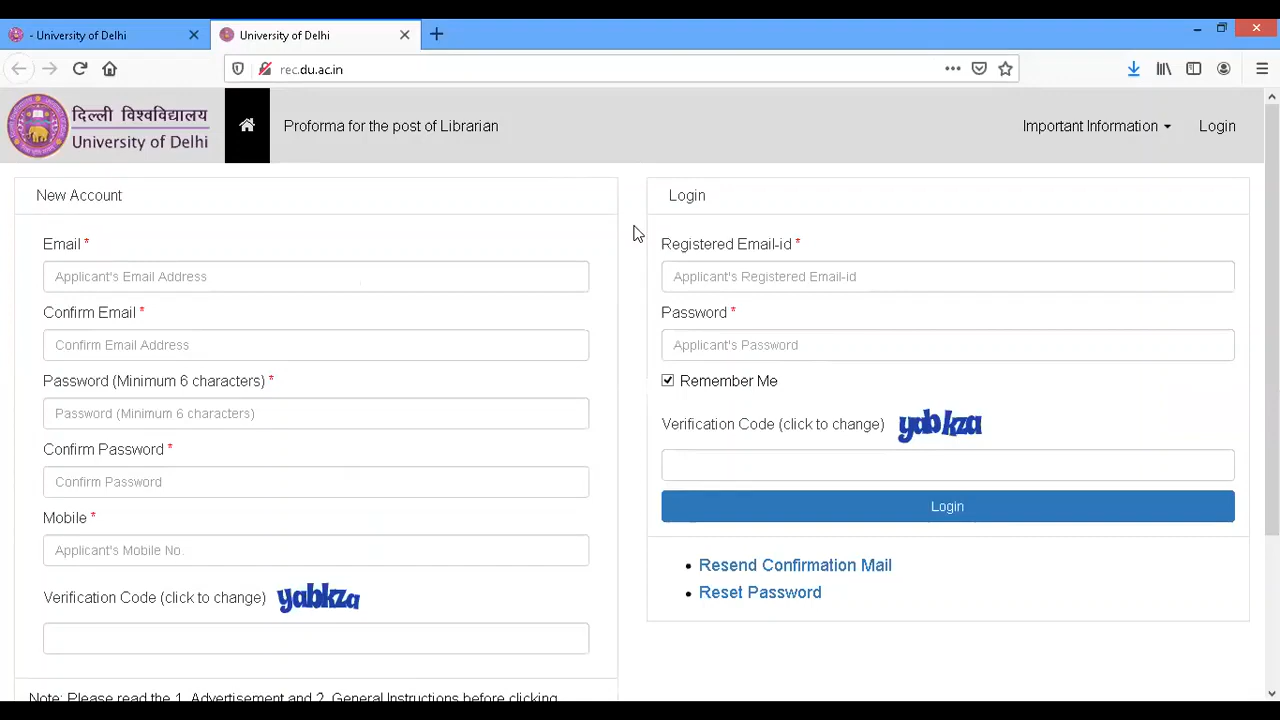 - University of Delhi
University of Delhi
rec.du.ac.in
दिल्ली विश्वविद्यालय
University of Delhi
Proforma for the post of Librarian
Important Information
Login
New Account
Email *
Applicant's Email Address
Confirm Email *
Confirm Email Address
Password (Minimum 6 characters) *
Password (Minimum 6 characters)
Confirm Password *
Confirm Password
Mobile *
Applicant's Mobile No.
Verification Code (click to change) yabkza
Note: Please read the 1. Advertisement and 2. General Instructions before clicking
Login
Registered Email-id *
Applicant's Registered Email-id
Password *
Applicant's Password
Remember Me
Verification Code (click to change) yabkza
Login
Resend Confirmation Mail
Reset Password